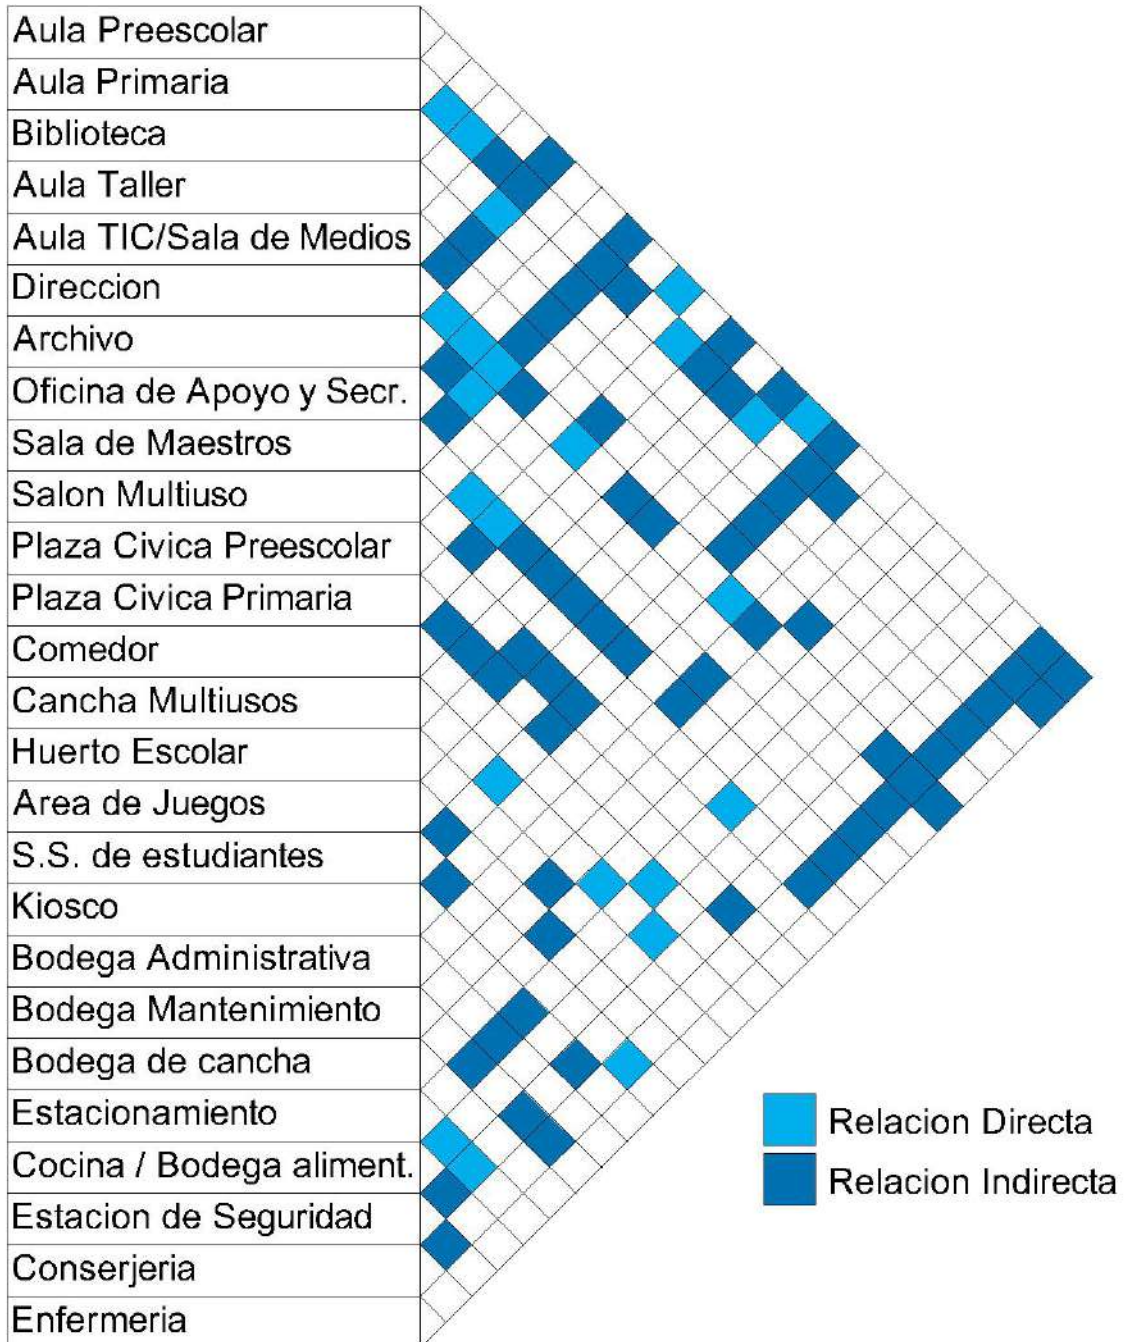 Aula Preescolar
Aula Primaria
Biblioteca
Aula Taller
Aula TIC/Sala de Medios
Direccion
Archivo
Oficina de Apoyo y Secr.
Sala de Maestros
Salon Multiuso
Plaza Civica Preescolar
Plaza Civica Primaria
Comedor
Cancha Multiusos
Huerto Escolar
Area de Juegos
S.S. de estudiantes
Kiosco
Bodega Administrativa
Bodega Mantenimiento
Bodega de cancha
Estacionamiento
Cocina / Bodega aliment.
Estacion de Seguridad
Conserjeria
Enfermeria
Relacion Directa
Relacion Indirecta